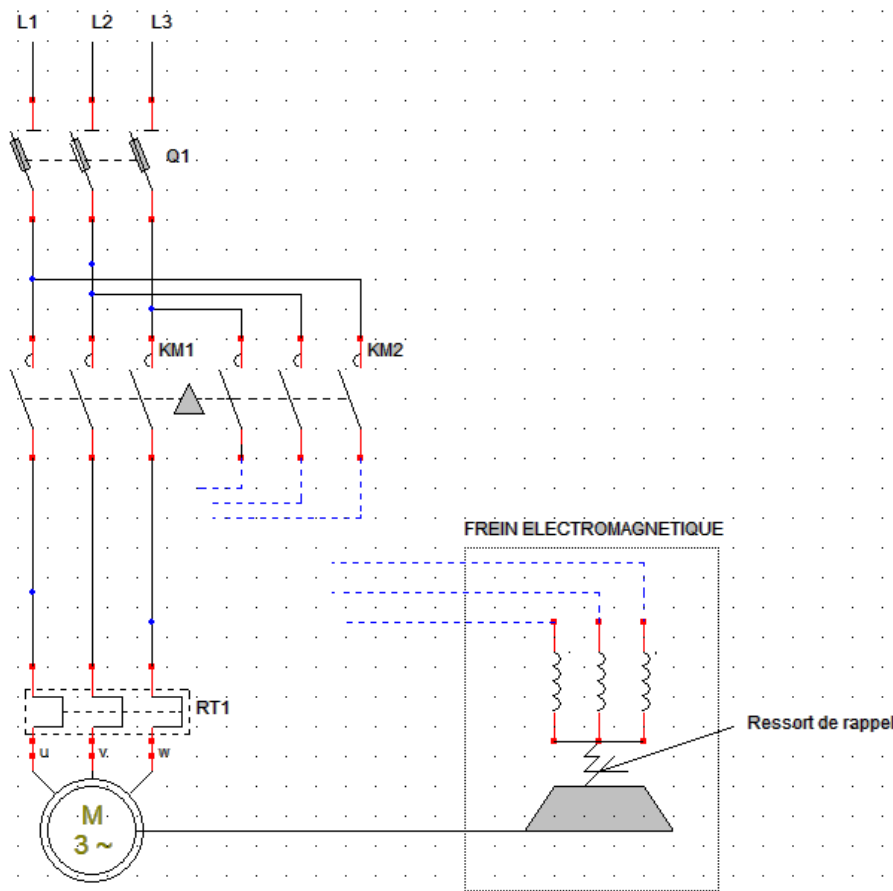 L1 L2 L3
Q1
KM1 KM2
FREIN ELECTROMAGNETIQUE
RT1
Ressort de rappel
u v. w
M
3 ~